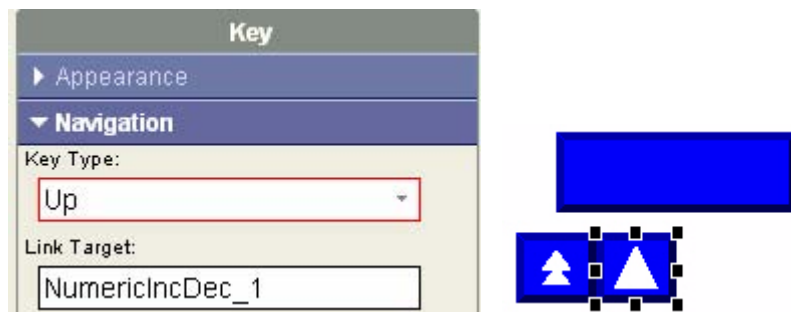 Key
Appearance
Navigation
Key Type:
Up
Link Target:
NumericIncDec_1